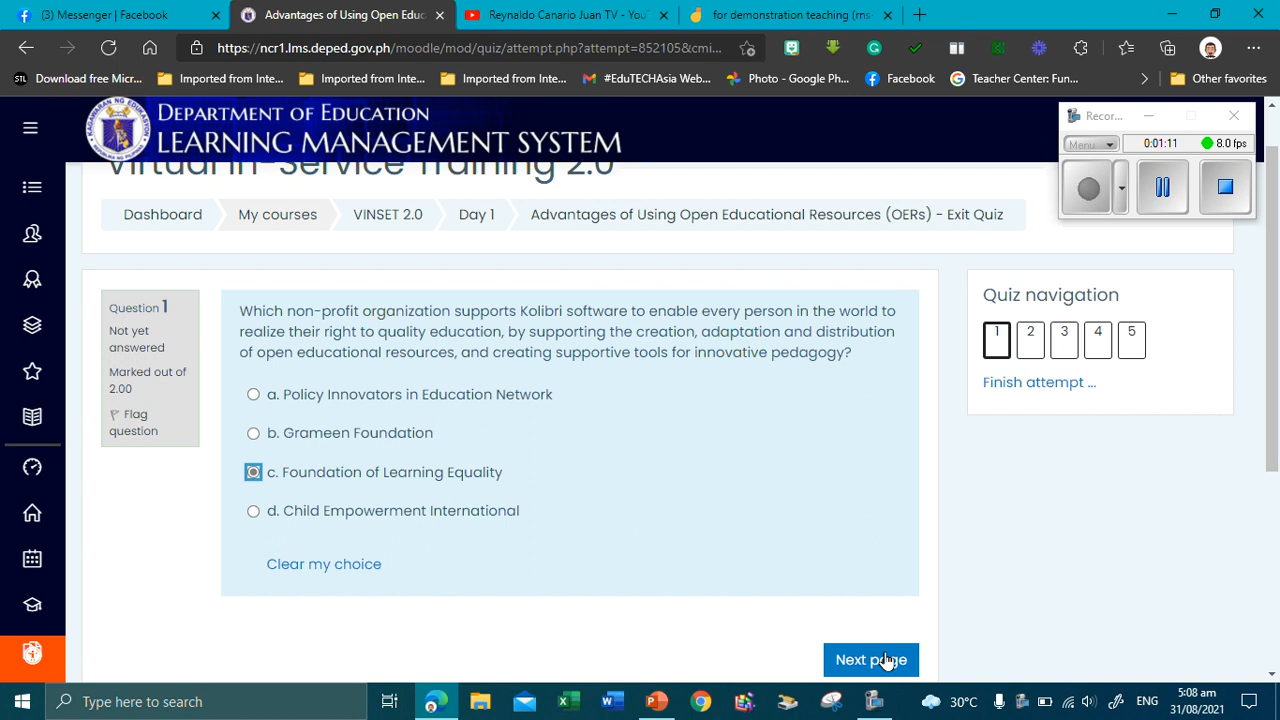 (3) Messenger | Facebook
Advantages of Using Open Educ
Reynaldo Canario Juan TV - You
for demonstration teaching (rns
https://ncr1.lms.deped.gov.ph/moodle/mod/quiz/attempt.php?attempt=852105&cmi...
Download free Micr...
Imported from Inte...
Imported from Inte...
Imported from Inte...
#EduTECHAsia Web...
Photo - Google Ph...
Facebook
Teacher Center: Fun...
Other favorites
DEPARTMENT OF EDUCATION
LEARNING MANAGEMENT SYSTEM
Recor...
Menu
0:01:11
8.0 fps
Virtual In-Service Training 2.0
Dashboard
My courses
VINSET 2.0
Day 1
Advantages of Using Open Educational Resources (OERs) - Exit Quiz
Question 1
Not yet
answered
Marked out of
2.00
Flag
question
Which non-profit organization supports Kolibri software to enable every person in the world to
realize their right to quality education, by supporting the creation, adaptation and distribution
of open educational resources, and creating supportive tools for innovative pedagogy?
a. Policy Innovators in Education Network
b. Grameen Foundation
c. Foundation of Learning Equality
d. Child Empowerment International
Clear my choice
Next page
Quiz navigation
1 2 3 4 5
Finish attempt ...
Type here to search
30°C
ENG
5:08 am
31/08/2021